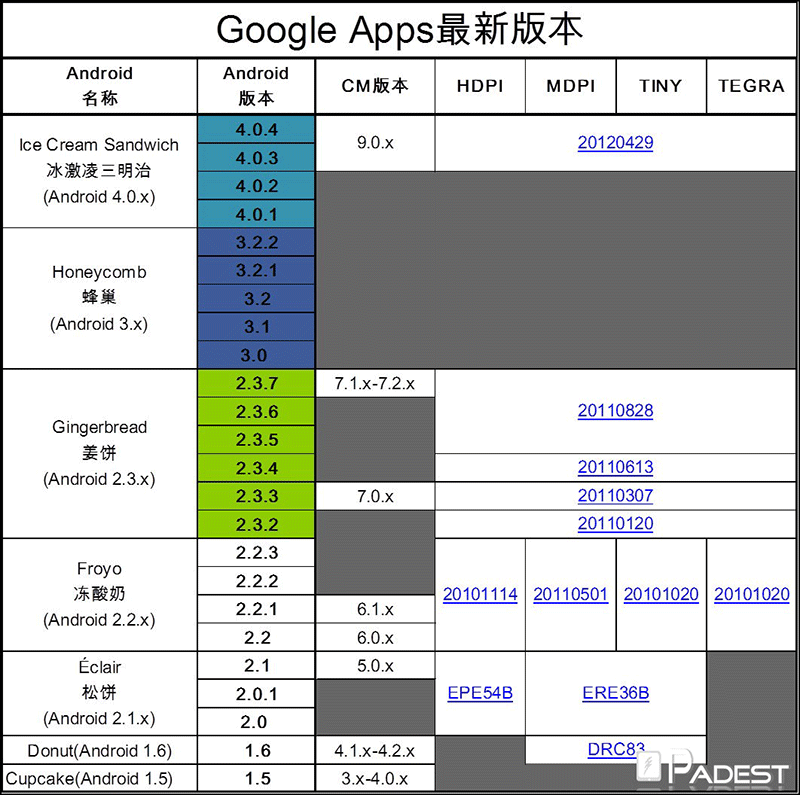 Google Apps最新版本
Android 名称
Android 版本
CM版本
HDPI
MDPI
TINY
TEGRA
Ice Cream Sandwich
冰激凌三明治
(Android 4.0.x)
4.0.4
4.0.3
4.0.2
4.0.1
9.0.x
20120429
Honeycomb
蜂巢
(Android 3.x)
3.2.2
3.2.1
3.2
3.1
3.0
Gingerbread
姜饼
(Android 2.3.x)
2.3.7
2.3.6
2.3.5
2.3.4
2.3.3
2.3.2
7.1.x-7.2.x
7.0.x
20110828
20110613
20110307
20110120
Froyo
冻酸奶
(Android 2.2.x)
2.2.3
2.2.2
2.2.1
2.2
6.1.x
6.0.x
20101114
20110501
20101020
20101020
Éclair
松饼
(Android 2.1.x)
2.1
2.0.1
2.0
5.0.x
EPE54B
ERE36B
Donut(Android 1.6)
1.6
4.1.x-4.2.x
DRC83
Cupcake(Android 1.5)
1.5
3.x-4.0.x
PADEST